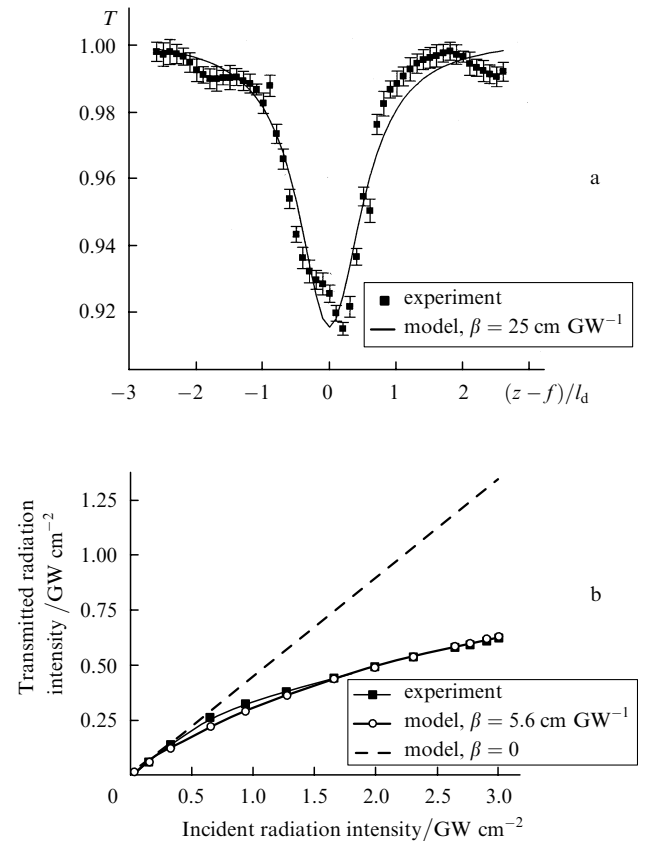 T
1.00
0.98
0.96
0.94
0.92
a
experiment
model, β = 25 cm GW⁻¹
−3 −2 −1 0 1 2 (z − f)/l_d
Transmitted radiation
intensity /GW cm⁻²
1.25
1.00
0.75
0.50
0.25
b
experiment
model, β = 5.6 cm GW⁻¹
model, β = 0
0 0.5 1.0 1.5 2.0 2.5 3.0
Incident radiation intensity/GW cm⁻²